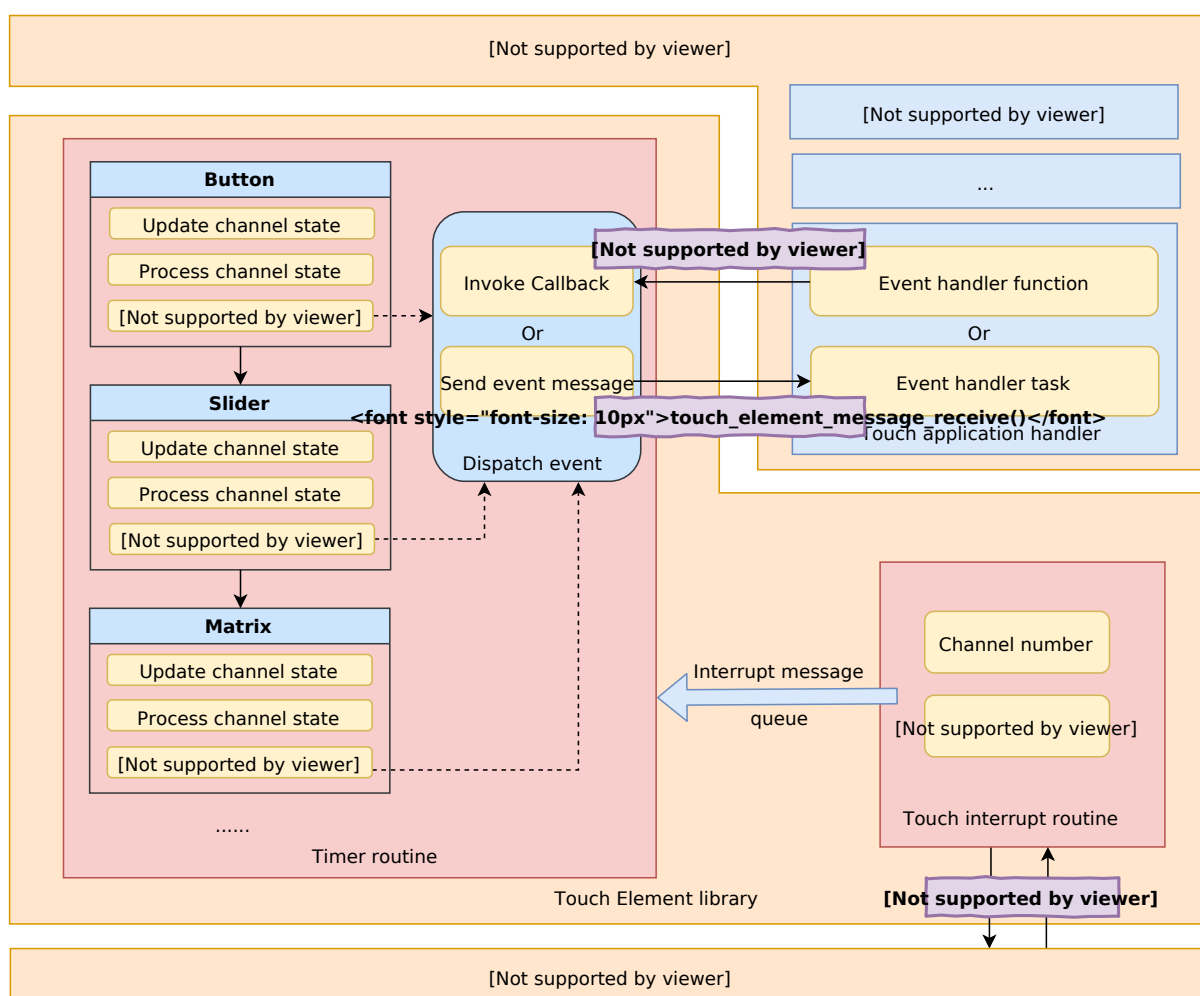 [Not supported by viewer]
[Not supported by viewer]
...
Button
Update channel state
Process channel state
[Not supported by viewer]
Slider
Update channel state
Process channel state
[Not supported by viewer]
Matrix
Update channel state
Process channel state
[Not supported by viewer]
......
Timer routine
Invoke Callback
Or
Send event message
Dispatch event
[Not supported by viewer]
<font style="font-size: 10px">touch_element_message_receive()</font>
Event handler function
Or
Event handler task
Touch application handler
Interrupt message
queue
Channel number
[Not supported by viewer]
Touch interrupt routine
[Not supported by viewer]
Touch Element library
[Not supported by viewer]